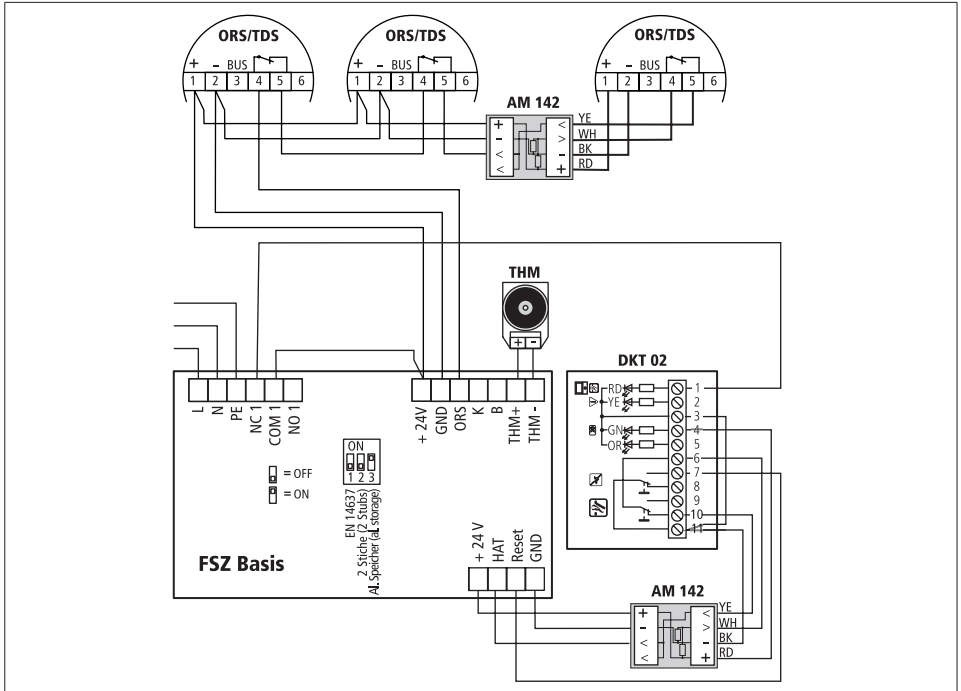 ORS/TDS ORS/TDS ORS/TDS
+ – BUS + – BUS + – BUS
1 2 3 4 5 6 1 2 3 4 5 6 1 2 3 4 5 6
AM 142
+ < YE
- > WH
< - BK
< + RD
THM
+ -
DKT 02
RD 1
YE 2
3
GN 4
OR 5
6
7
8
9
10
11
L
N
PE
NC 1
COM 1
NO 1
+ 24V
GND
ORS
K
B
THM+
THM -
= OFF
= ON
ON
1 2 3
EN 14637
2 Stiche (2 Stubs)
Al. Speicher (al. storage)
FSZ Basis
+ 24 V
HAT
Reset
GND
AM 142
+ < YE
- > WH
< - BK
< + RD